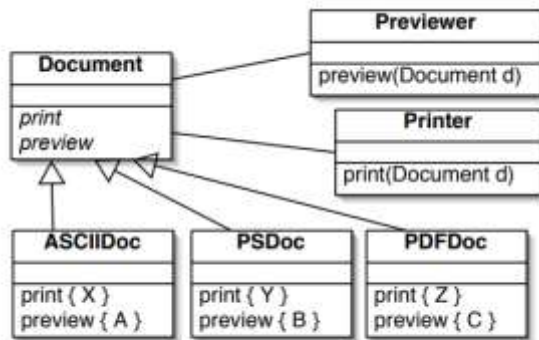 Previewer
preview(Document d)
Document
print
preview
Printer
print(Document d)
ASCIIDoc
print { X }
preview { A }
PSDoc
print { Y }
preview { B }
PDFDoc
print { Z }
preview { C }